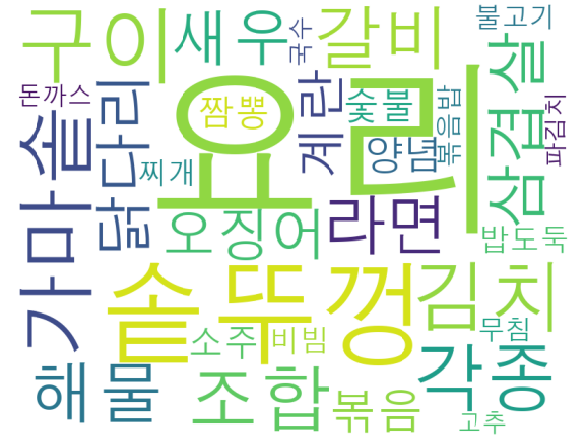 구이
새우
국수
갈비
불고기
돈까스
짬뽕
요리
계란
숯불
볶음밥
삼겹살
파김치
가마솥
닭다리
찌개
양념
오징어
라면
밥도둑
솥뚜껑
김치
무침
소주
비빔
해물
조합
볶음
각종
고추